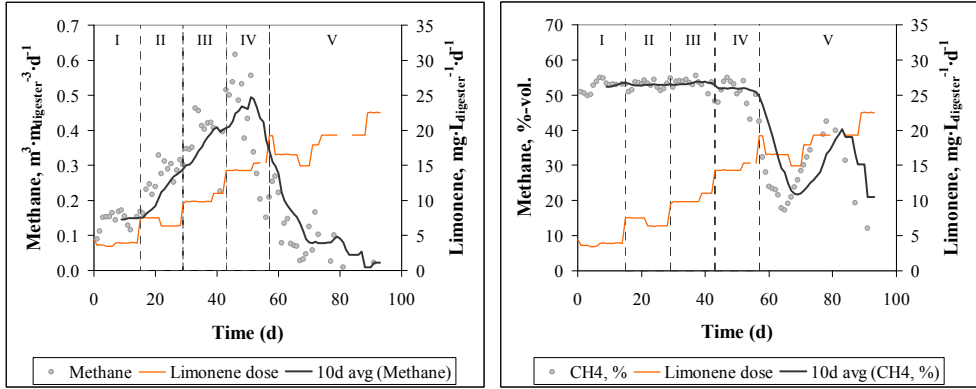 I II III IV V
0.7
0.6
0.5
0.4
0.3
0.2
0.1
0.0
Methane, m³·m_digester⁻³·d⁻¹
35
30
25
20
15
10
5
0
Limonene, mg·L_digester⁻¹·d⁻¹
0 20 40 60 80 100
Time (d)
Methane Limonene dose 10d avg (Methane)
I II III IV V
70
60
50
40
30
20
10
0
Methane, %-vol.
35
30
25
20
15
10
5
0
Limonene, mg·L_digester⁻¹·d⁻¹
0 20 40 60 80 100
Time (d)
CH4, % Limonene dose 10d avg (CH4, %)